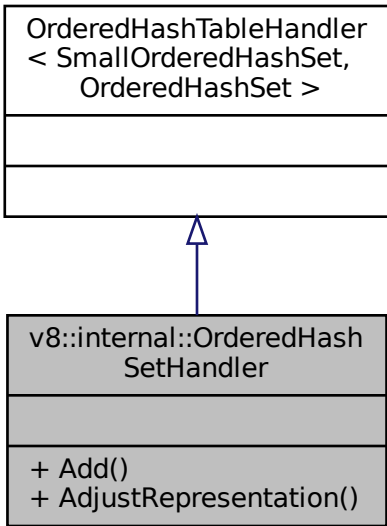 OrderedHashTableHandler
< SmallOrderedHashSet,
OrderedHashSet >
v8::internal::OrderedHash
SetHandler
+ Add()
+ AdjustRepresentation()